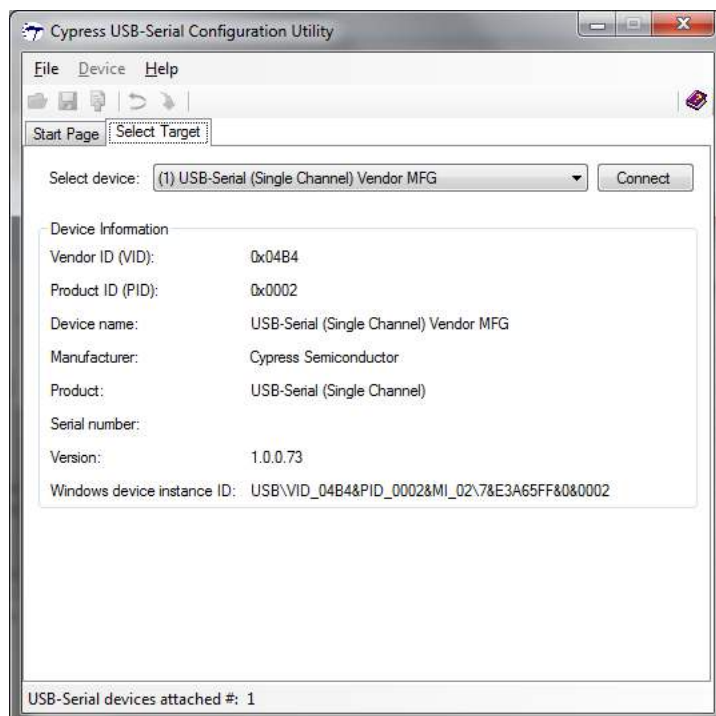 Cypress USB-Serial Configuration Utility
File Device Help
Start Page Select Target
Select device: (1) USB-Serial (Single Channel) Vendor MFG Connect
Device Information
Vendor ID (VID): 0x04B4
Product ID (PID): 0x0002
Device name: USB-Serial (Single Channel) Vendor MFG
Manufacturer: Cypress Semiconductor
Product: USB-Serial (Single Channel)
Serial number:
Version: 1.0.0.73
Windows device instance ID: USB\VID_04B4&PID_0002&MI_02\7&E3A65FF&0&0002
USB-Serial devices attached #: 1